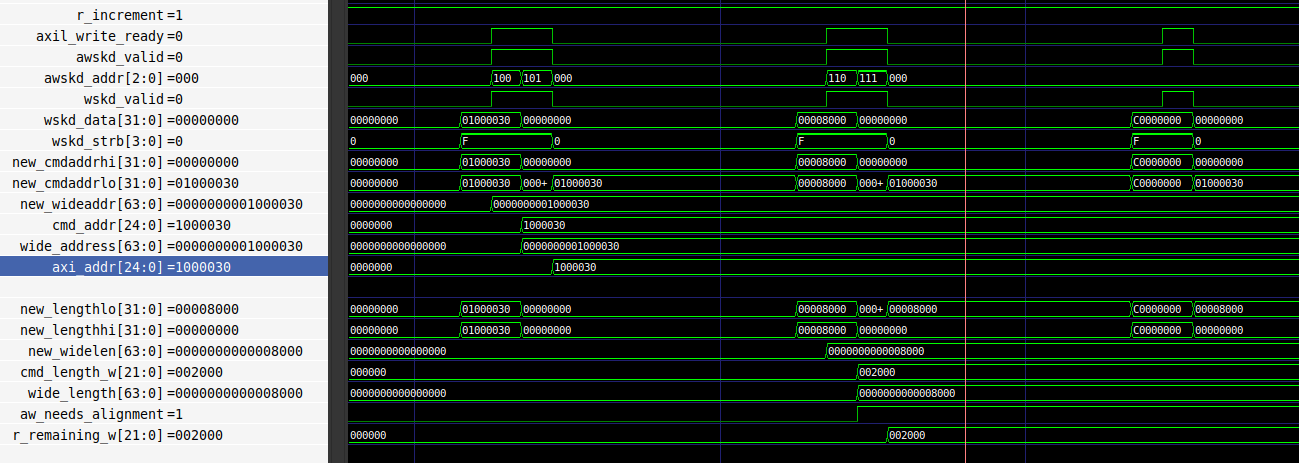 r_increment=1
axil_write_ready=0
awskd_valid=0
awskd_addr[2:0]=000 000 100 101 000 110 111 000
wskd_valid=0
wskd_data[31:0]=00000000 00000000 01000030 00000000 00008000 00000000 C0000000 00000000
wskd_strb[3:0]=0 0 F 0 F 0 F 0
new_cmdaddrhi[31:0]=00000000 00000000 01000030 00000000 00008000 00000000 C0000000 00000000
new_cmdaddrlo[31:0]=01000030 00000000 01000030 000+ 01000030 00008000 000+ 01000030 C0000000 01000030
new_wideaddr[63:0]=0000000001000030 0000000000000000 0000000001000030
cmd_addr[24:0]=1000030 0000000 1000030
wide_address[63:0]=0000000001000030 0000000000000000 0000000001000030
axi_addr[24:0]=1000030 0000000 1000030
new_lengthlo[31:0]=00008000 00000000 01000030 00000000 00008000 000+ 00008000 C0000000 00008000
new_lengthhi[31:0]=00000000 00000000 01000030 00000000 00008000 00000000 C0000000 00000000
new_widelen[63:0]=0000000000008000 0000000000000000 0000000000008000
cmd_length_w[21:0]=002000 000000 002000
wide_length[63:0]=0000000000008000 0000000000000000 0000000000008000
aw_needs_alignment=1
r_remaining_w[21:0]=002000 000000 002000